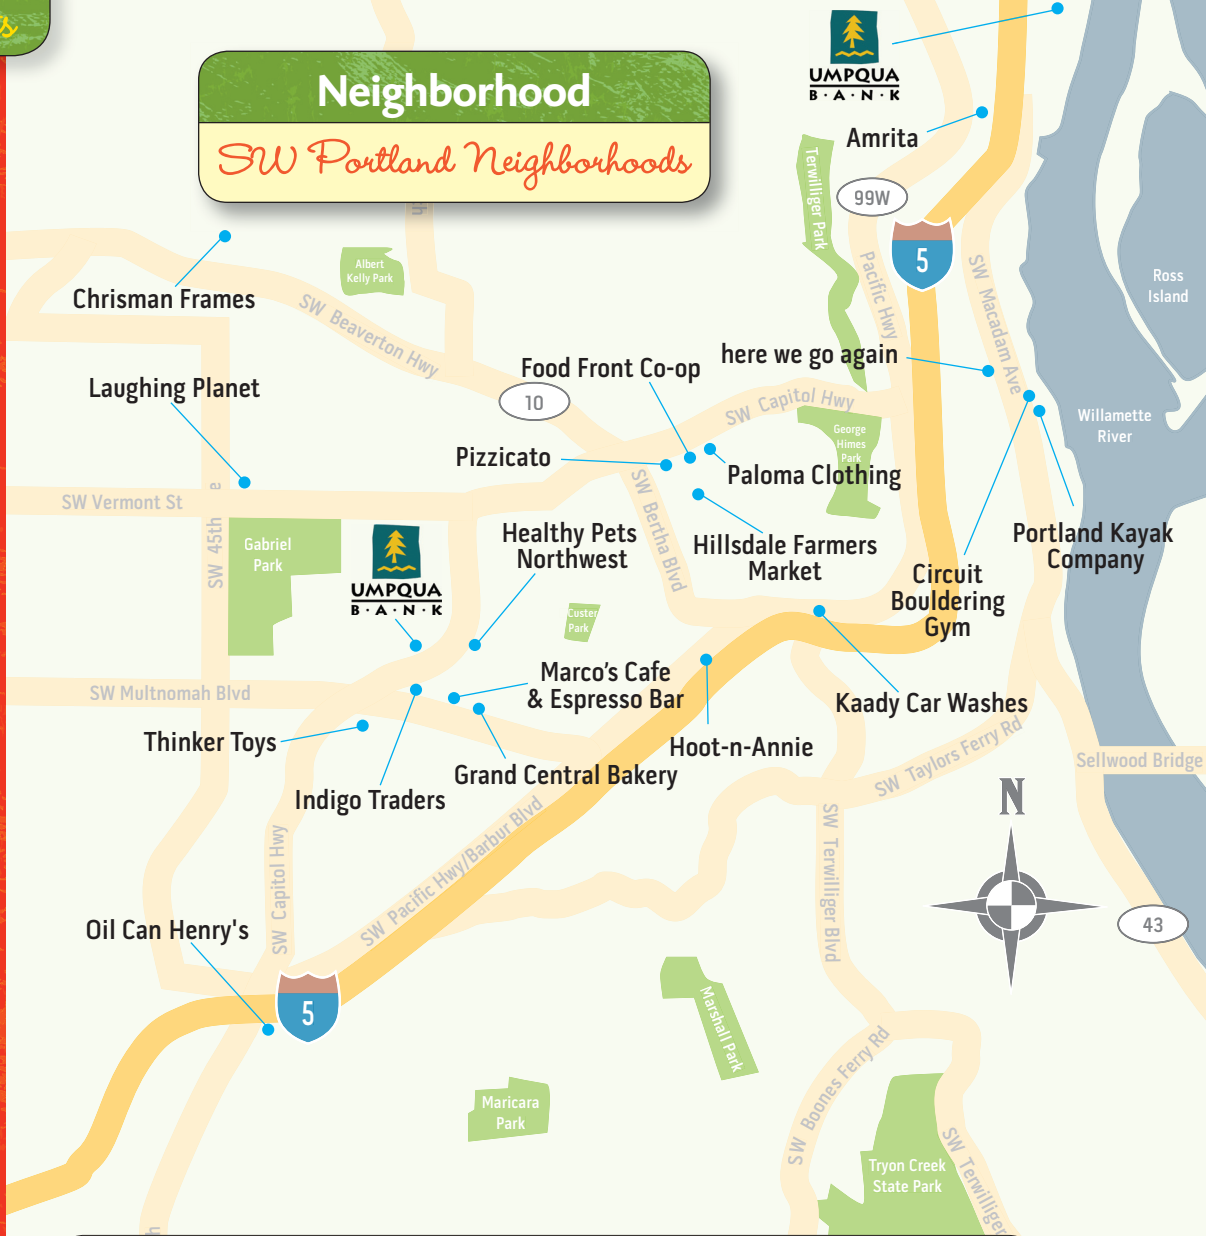 s
Neighborhood
SW Portland Neighborhoods
UMPQUA
B·A·N·K
Amrita
Terwilliger Park
99W
5
Pacific Hwy
SW Macadam Ave
Ross
Island
Chrisman Frames
Albert
Kelly Park
SW Beaverton Hwy
here we go again
Food Front Co-op
Laughing Planet
10
SW Capitol Hwy
Willamette
River
George
Himes
Park
Pizzicato
Paloma Clothing
SW Vermont St
SW 45th
e
SW Bertha Blvd
Gabriel
Park
UMPQUA
B·A·N·K
Healthy Pets
Northwest
Hillsdale Farmers
Market
Portland Kayak
Company
Circuit
Bouldering
Gym
Custer
Park
SW Multnomah Blvd
Marco's Cafe
& Espresso Bar
Kaady Car Washes
Thinker Toys
Hoot-n-Annie
Grand Central Bakery
Indigo Traders
SW Taylors Ferry Rd
Sellwood Bridge
N
SW Capitol Hwy
SW Pacific Hwy/Barbur Blvd
SW Terwilliger Blvd
Oil Can Henry's
43
5
Marshall Park
SW Boones Ferry Rd
Maricara
Park
Tryon Creek
State Park
SW Terwilliger
h